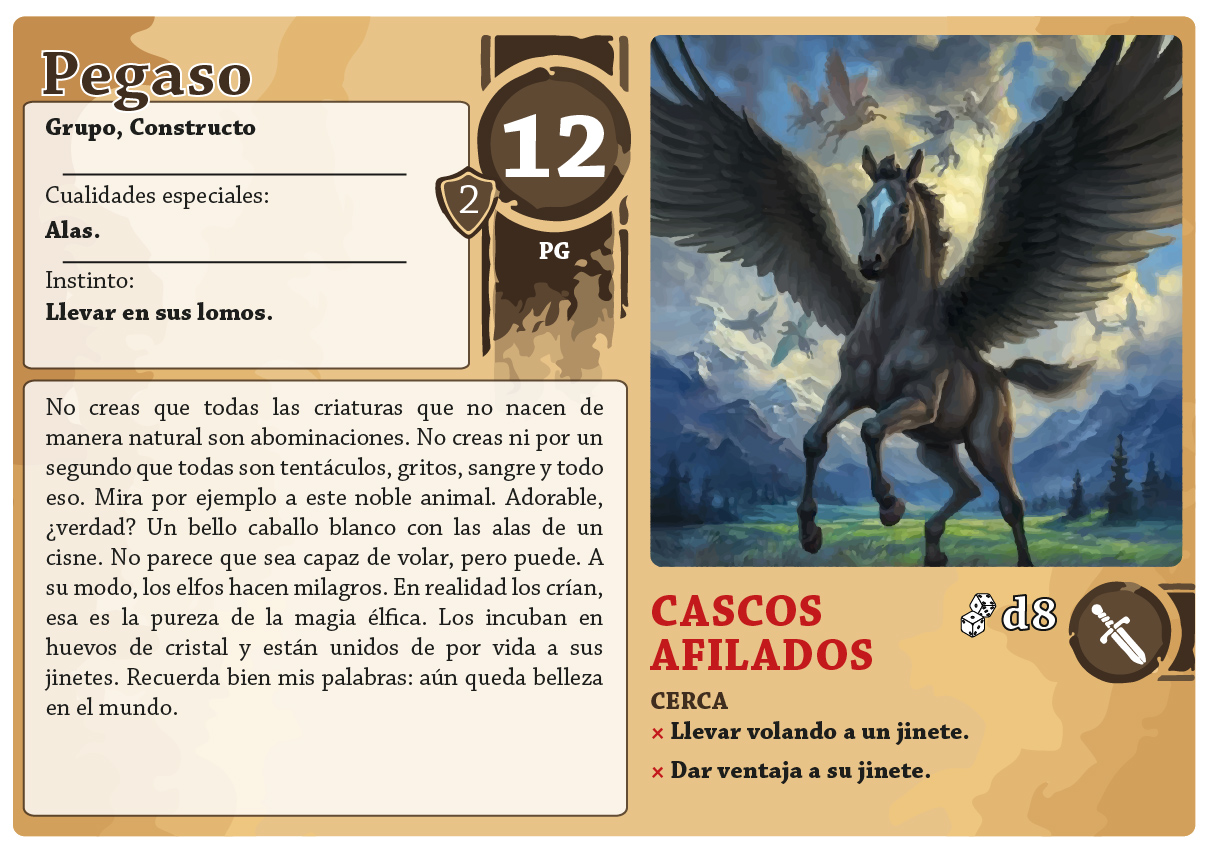 Pegaso
Grupo, Constructo
Cualidades especiales:
Alas.
Instinto:
Llevar en sus lomos.
2
12
PG
No creas que todas las criaturas que no nacen de
manera natural son abominaciones. No creas ni por un
segundo que todas son tentáculos, gritos, sangre y todo
eso. Mira por ejemplo a este noble animal. Adorable,
¿verdad? Un bello caballo blanco con las alas de un
cisne. No parece que sea capaz de volar, pero puede. A
su modo, los elfos hacen milagros. En realidad los crían,
esa es la pureza de la magia élfica. Los incuban en
huevos de cristal y están unidos de por vida a sus
jinetes. Recuerda bien mis palabras: aún queda belleza
en el mundo.
CASCOS
AFILADOS
d8
CERCA
× Llevar volando a un jinete.
× Dar ventaja a su jinete.